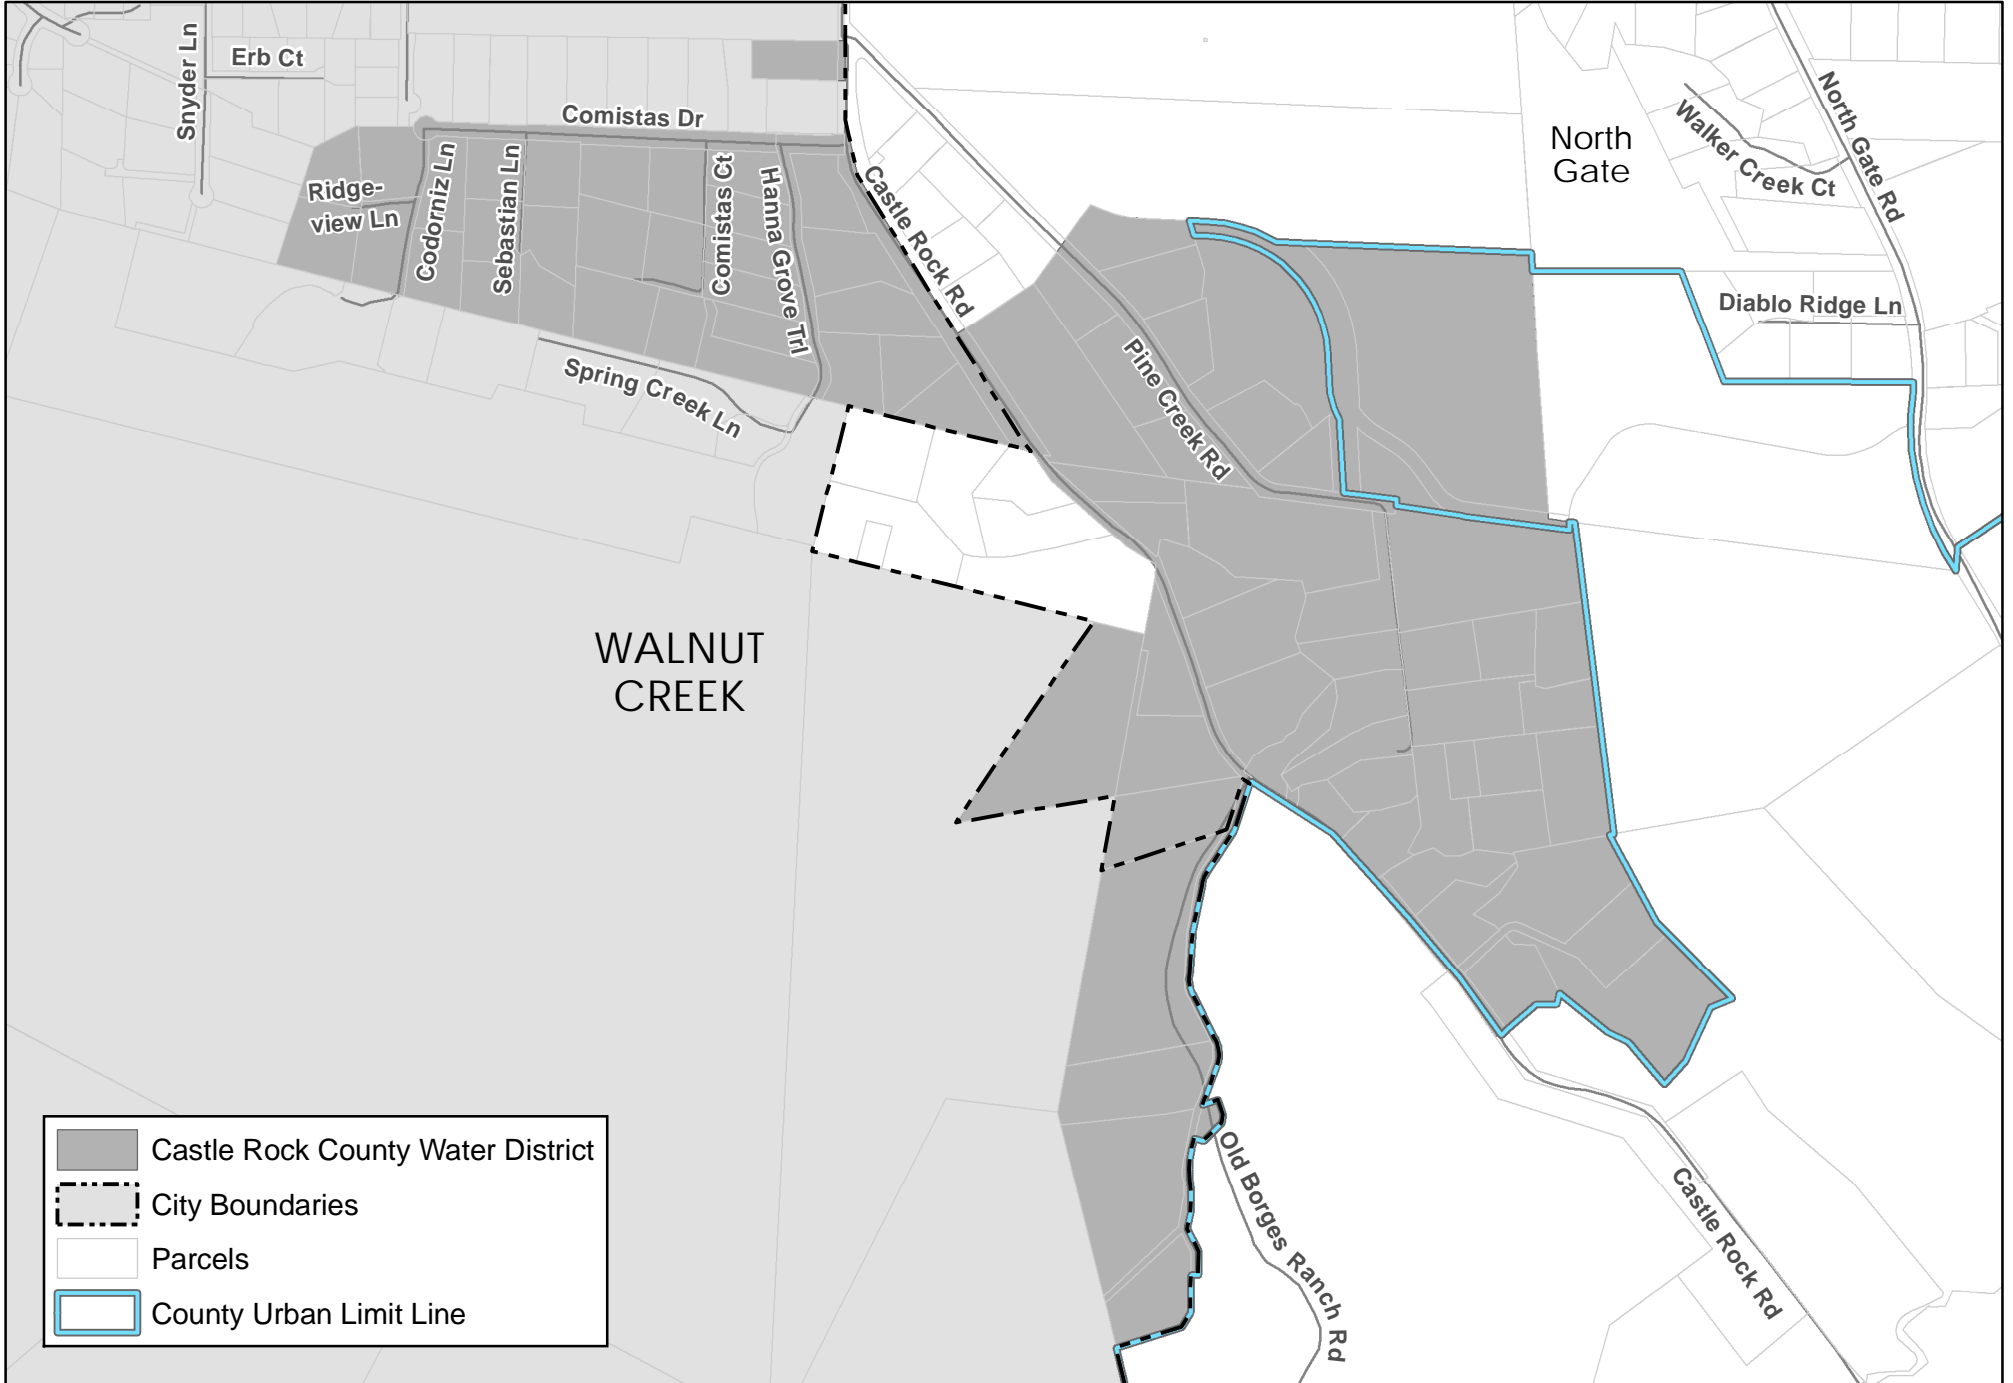 Snyder Ln
Erb Ct
Comistas Dr
Ridge-
view Ln
Codorniz Ln
Sebastian Ln
Comistas Ct
Hanna Grove Trl
Castle Rock Rd
Spring Creek Ln
Pine Creek Rd
North
Gate
Walker Creek Ct
North Gate Rd
Diablo Ridge Ln
WALNUT
CREEK
Old Borges Ranch Rd
Castle Rock Rd
Castle Rock County Water District
City Boundaries
Parcels
County Urban Limit Line